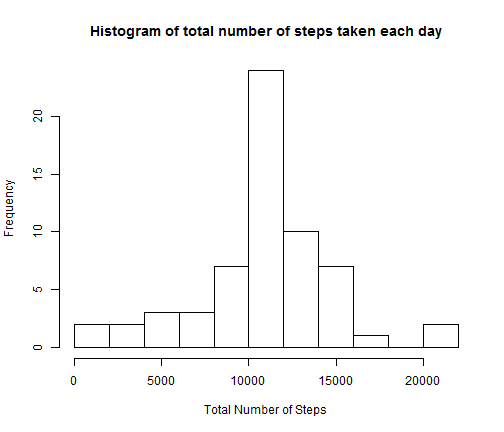 Histogram of total number of steps taken each day
Frequency
20
15
10
5
0
0 5000 10000 15000 20000
Total Number of Steps